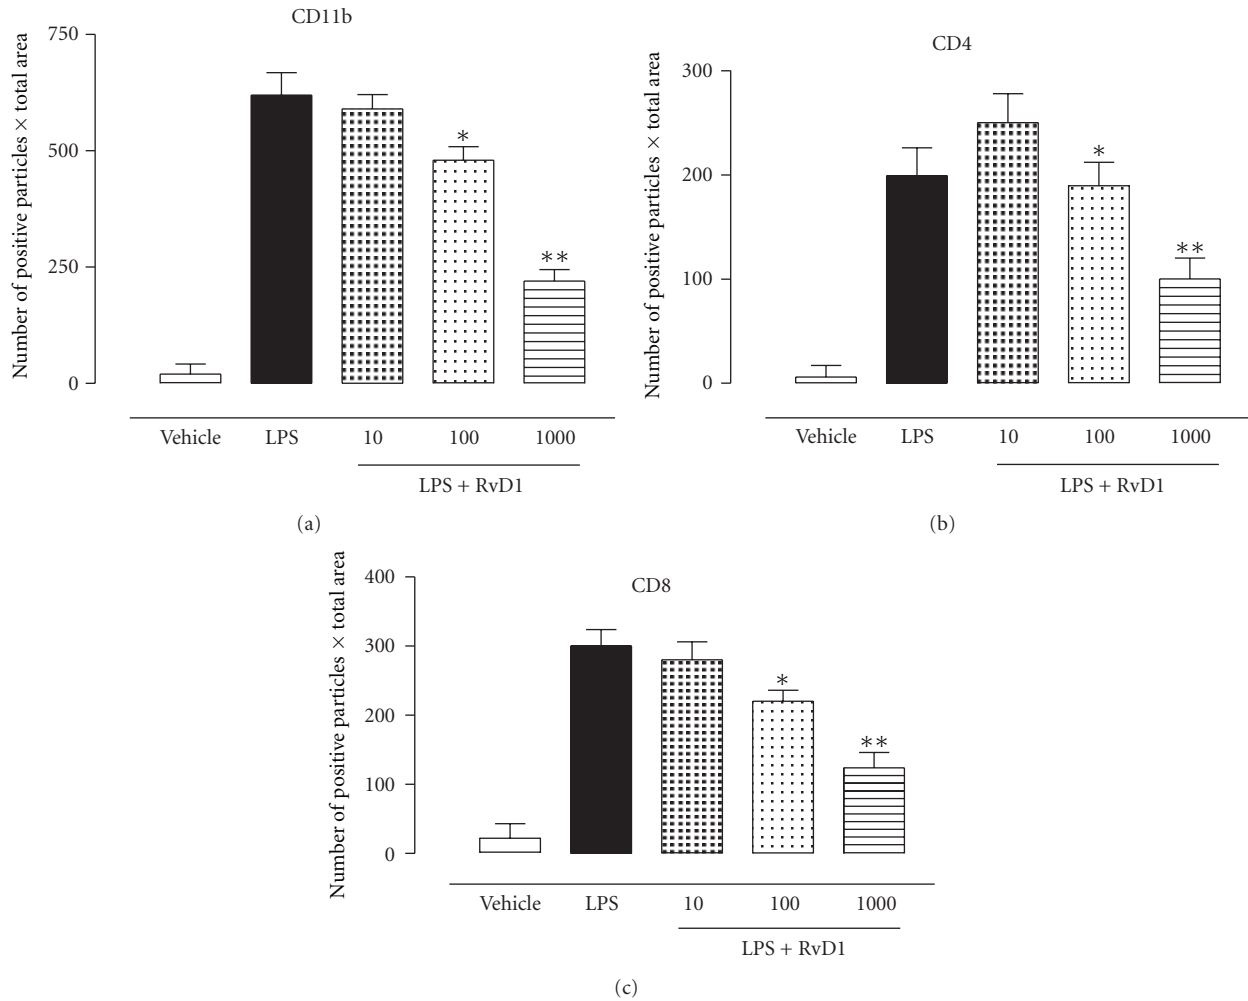 CD11b
Number of positive particles × total area
750
500
250
0
*
**
Vehicle LPS 10 100 1000
LPS + RvD1
(a)
CD4
Number of positive particles × total area
300
200
100
0
*
**
Vehicle LPS 10 100 1000
LPS + RvD1
(b)
CD8
Number of positive particles × total area
400
300
200
100
0
*
**
Vehicle LPS 10 100 1000
LPS + RvD1
(c)